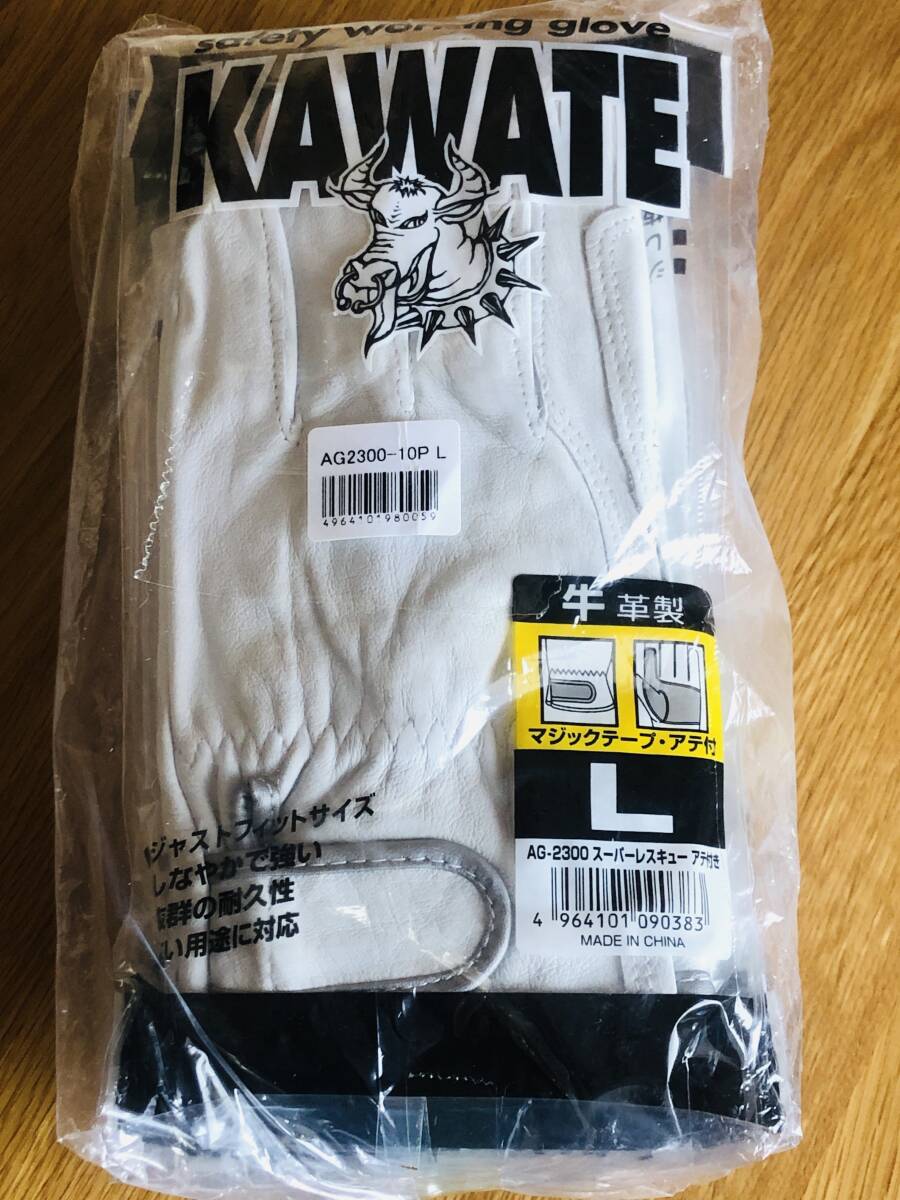 safety working glove
KAWATE
AG2300-10P L
4964101980059
牛 革製
マジックテープ・アテ付
L
AG-2300 スーパーレスキュー アテ付き
4 964101 090383
MADE IN CHINA
ジャストフィットサイズ
しなやかで強い
抜群の耐久性
い用途に対応